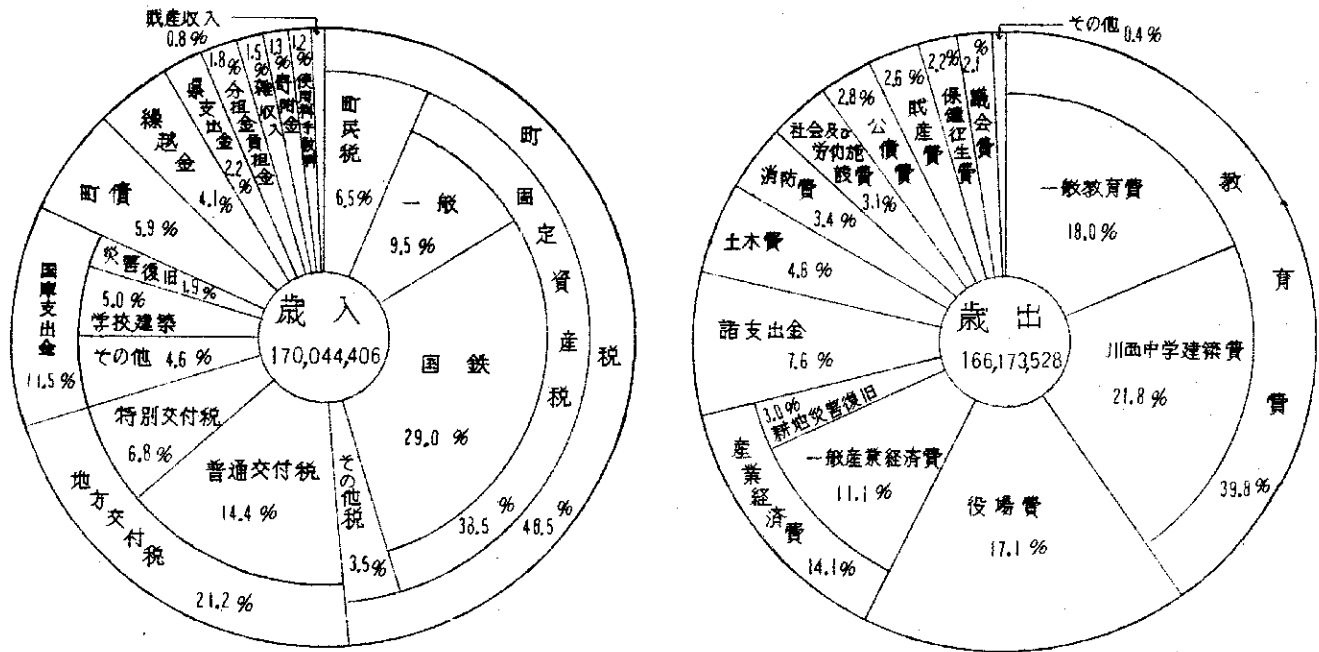 財産収入
0.8%
1.8%
分担金負担金
1.5%
雑収入
1.3%
寄附金
1.2%
使用料手数料
県支出金
2.2%
繰越金
4.1%
町債
5.9%
国庫支出金
11.5%
災害復旧 1.9%
5.0%
学校建築
その他 4.6%
特別交付税
6.8%
普通交付税
14.4%
地方交付税
21.2%
町民税
6.5%
一般
9.5%
国鉄
29.0%
固定資産税
38.5%
町税
48.5%
その他税
3.5%
歳入
170,044,406
その他 0.4%
2.1%
議会費
2.2%
保健衛生費
2.6%
財産費
2.8%
公債費
社会及び
労仂施
設費
3.1%
消防費
3.4%
土木費
4.8%
諸支出金
7.6%
3.0%
耕地災害復旧
一般産業経済費
11.1%
産業経済費
14.1%
役場費
17.1%
一般教育費
18.0%
川西中学建築費
21.8%
教育費
39.8%
歳出
166,173,528